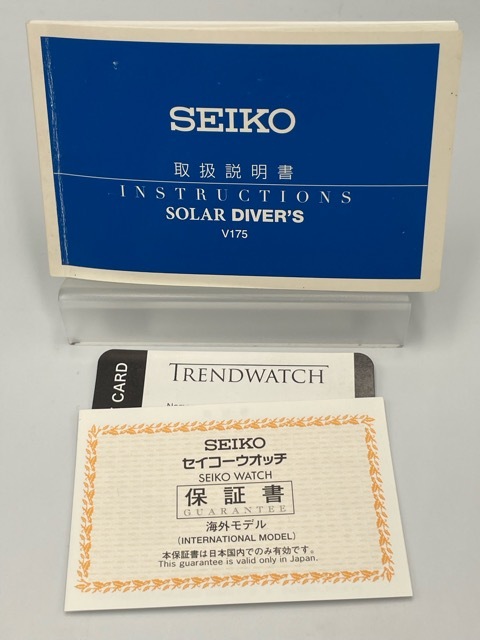 SEIKO
取扱説明書
INSTRUCTIONS
SOLAR DIVER'S
V175
CARD
TRENDWATCH
SEIKO
セイコーウオッチ
SEIKO WATCH
保証書
GUARANTEE
海外モデル
(INTERNATIONAL MODEL)
本保証書は日本国内でのみ有効です。
This guarantee is valid only in Japan.